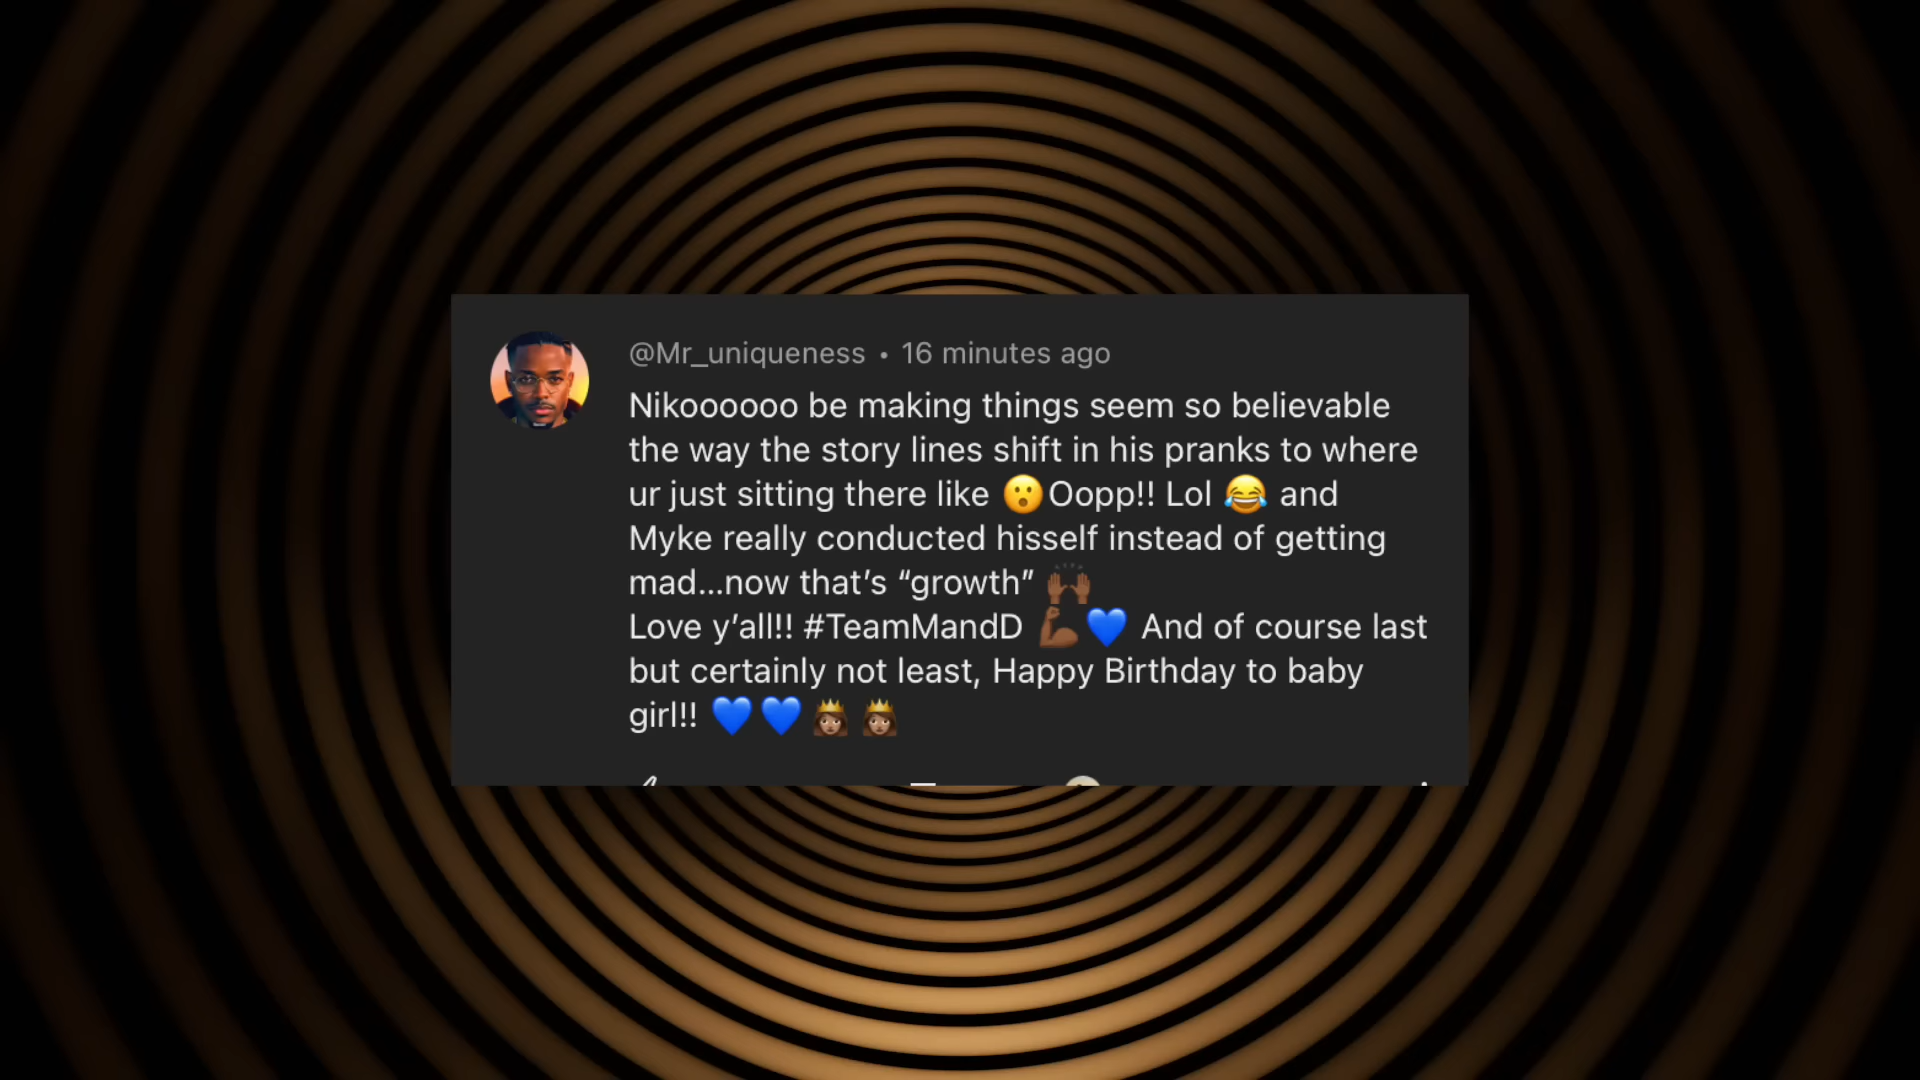 @Mr_uniqueness • 16 minutes ago
Nikoooooo be making things seem so believable
the way the story lines shift in his pranks to where
ur just sitting there like 😮Oopp!! Lol 😂 and
Myke really conducted hisself instead of getting
mad...now that’s “growth” 🙌🏾
Love y’all!! #TeamMandD 💪🏾💙 And of course last
but certainly not least, Happy Birthday to baby
girl!! 💙💙👸🏽👸🏽